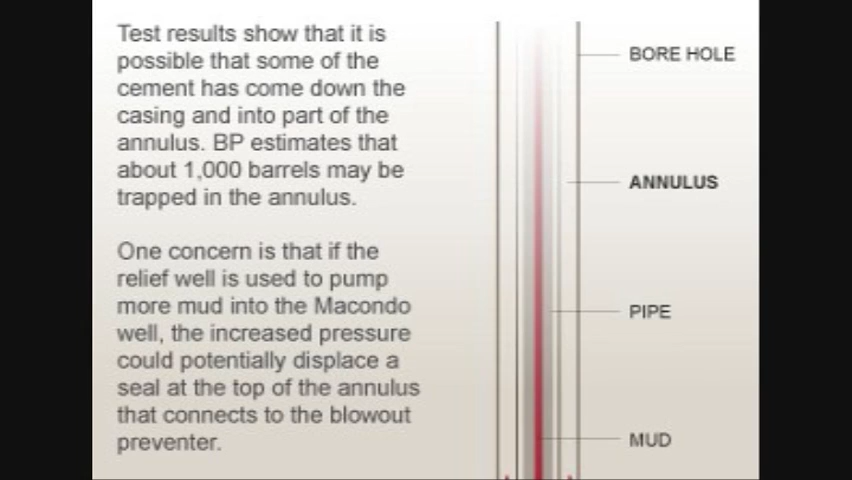 Test results show that it is
possible that some of the
cement has come down the
casing and into part of the
annulus. BP estimates that
about 1,000 barrels may be
trapped in the annulus.
One concern is that if the
relief well is used to pump
more mud into the Macondo
well, the increased pressure
could potentially displace a
seal at the top of the annulus
that connects to the blowout
preventer.
BORE HOLE
ANNULUS
PIPE
MUD